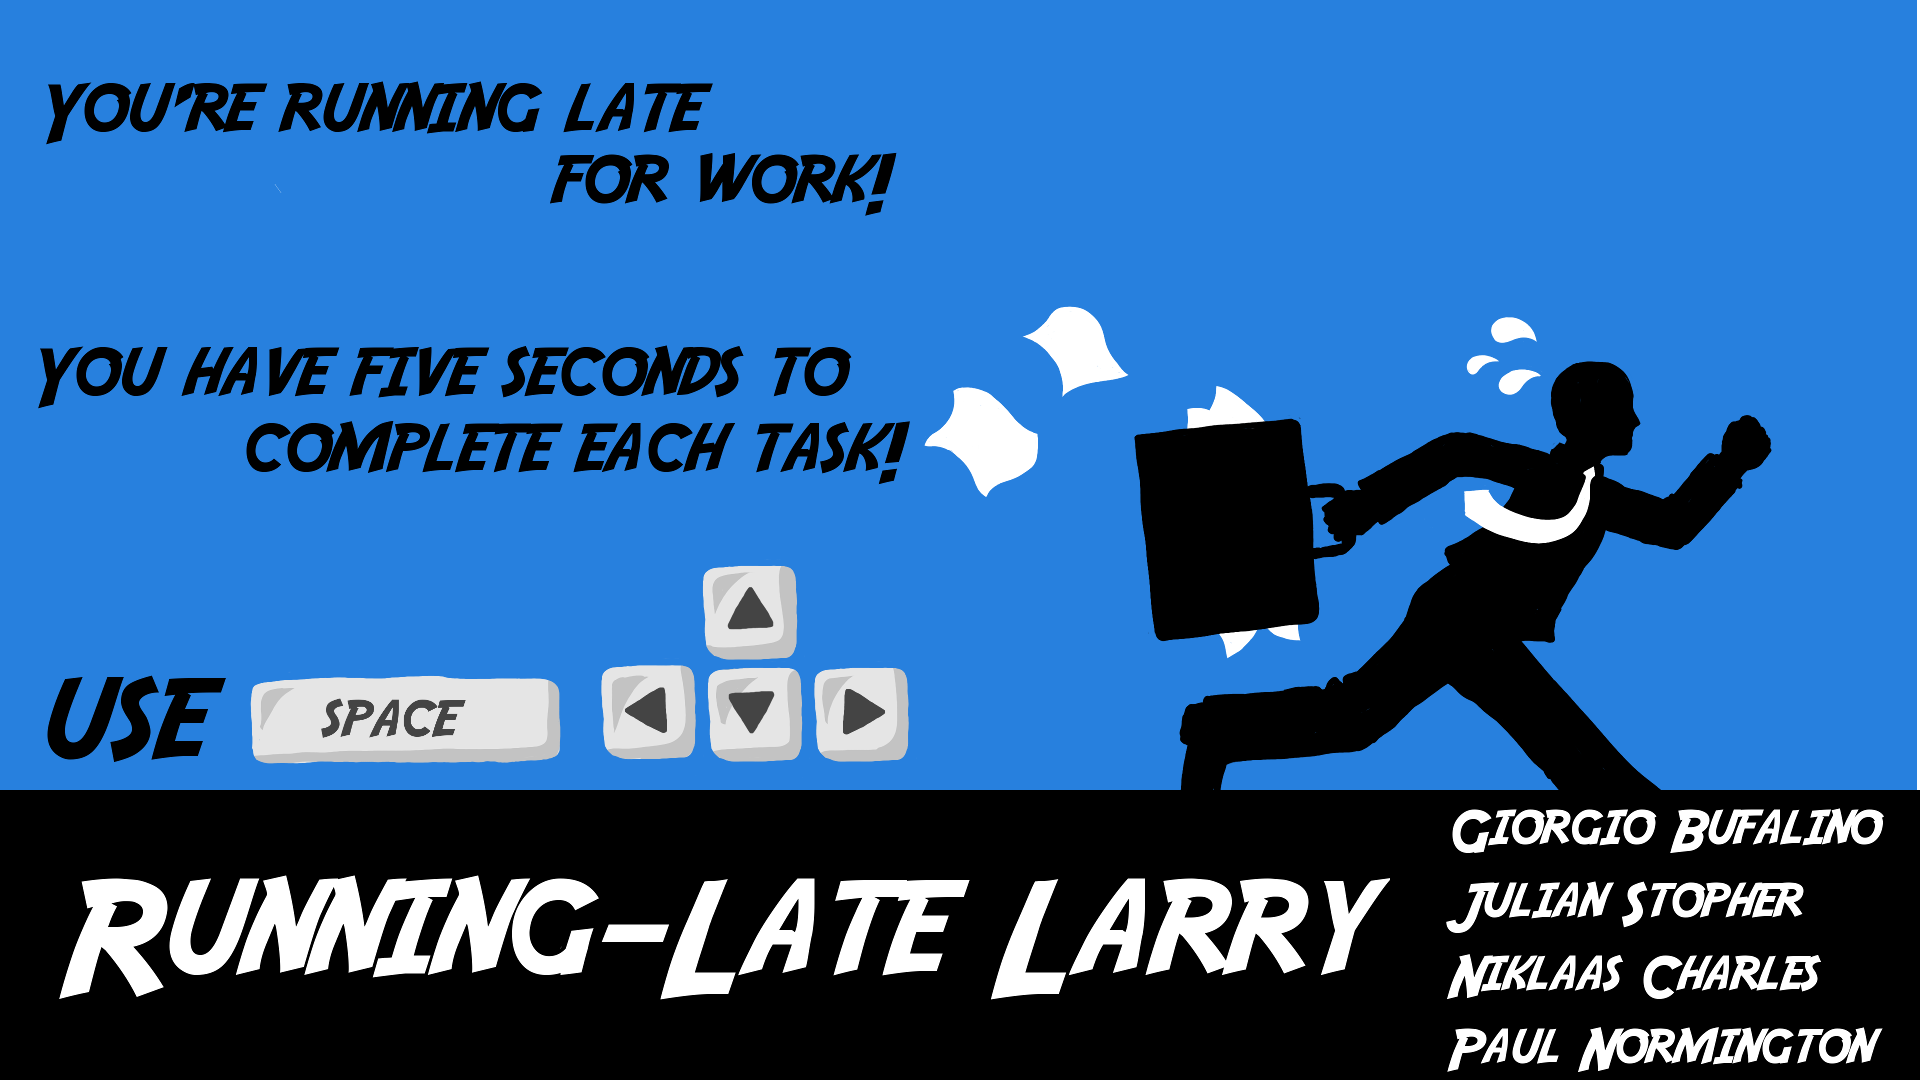 You're running late
for work!
You have five seconds to
complete each task!
USE SPACE
Running-Late Larry
Giorgio Bufalino
Julian Stopher
Niklaas Charles
Paul Normington